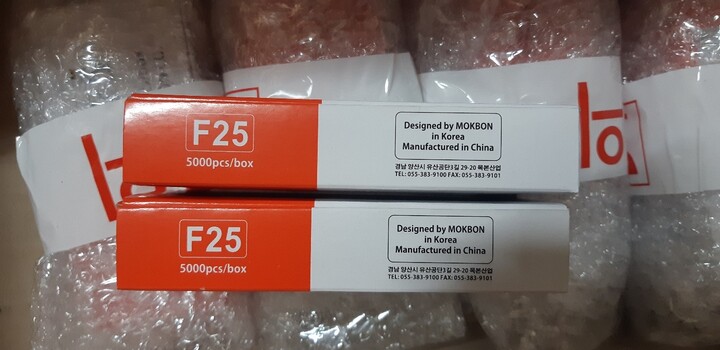 F25
5000pcs/box
Designed by MOKBON
in Korea
Manufactured in China
경남 양산시 유산공단3길 29-20 목본산업
TEL: 055-383-9100 FAX: 055-383-9101
F25
5000pcs/box
Designed by MOKBON
in Korea
Manufactured in China
경남 양산시 유산공단3길 29-20 목본산업
TEL: 055-383-9100 FAX: 055-383-9101